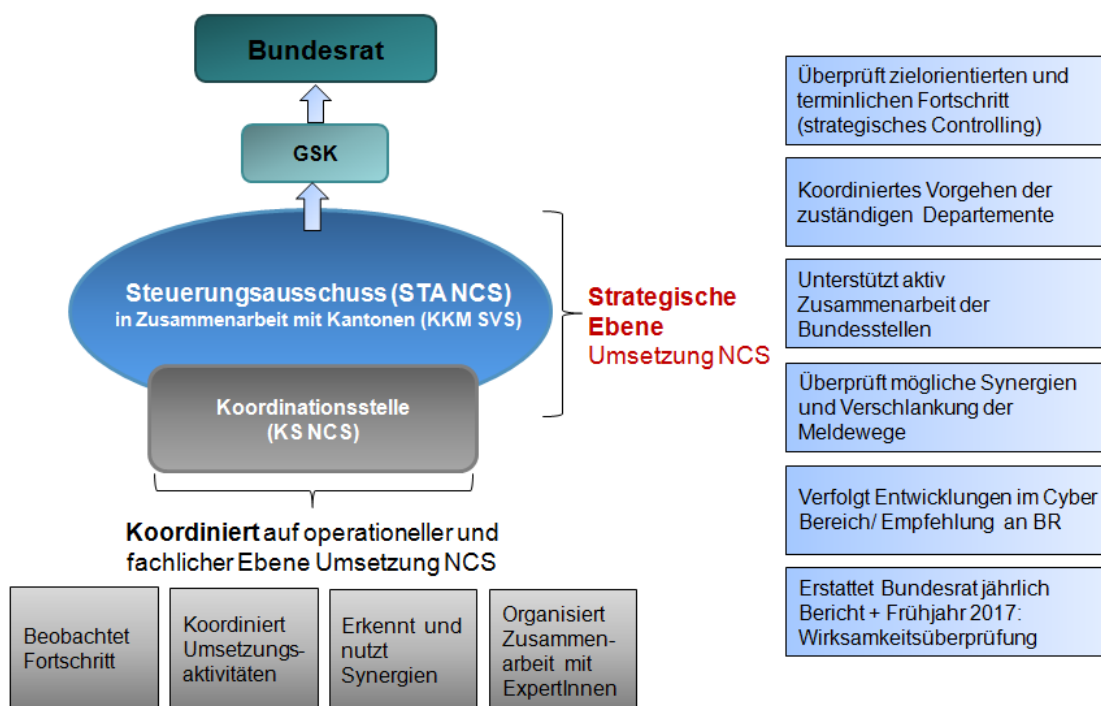 Bundesrat
GSK
Steuerungsausschuss (STA NCS)
in Zusammenarbeit mit Kantonen (KKM SVS)
Koordinationsstelle
(KS NCS)
Strategische
Ebene
Umsetzung NCS
Koordiniert auf operationeller und
fachlicher Ebene Umsetzung NCS
Beobachtet
Fortschritt
Koordiniert
Umsetzungs-
aktivitäten
Erkennt und
nutzt
Synergien
Organisiert
Zusammen-
arbeit mit
ExpertInnen
Überprüft zielorientierten und
terminlichen Fortschritt
(strategisches Controlling)
Koordiniertes Vorgehen der
zuständigen Departemente
Unterstützt aktiv
Zusammenarbeit der
Bundesstellen
Überprüft mögliche Synergien
und Verschlankung der
Meldewege
Verfolgt Entwicklungen im Cyber
Bereich/ Empfehlung an BR
Erstattet Bundesrat jährlich
Bericht + Frühjahr 2017:
Wirksamkeitsüberprüfung